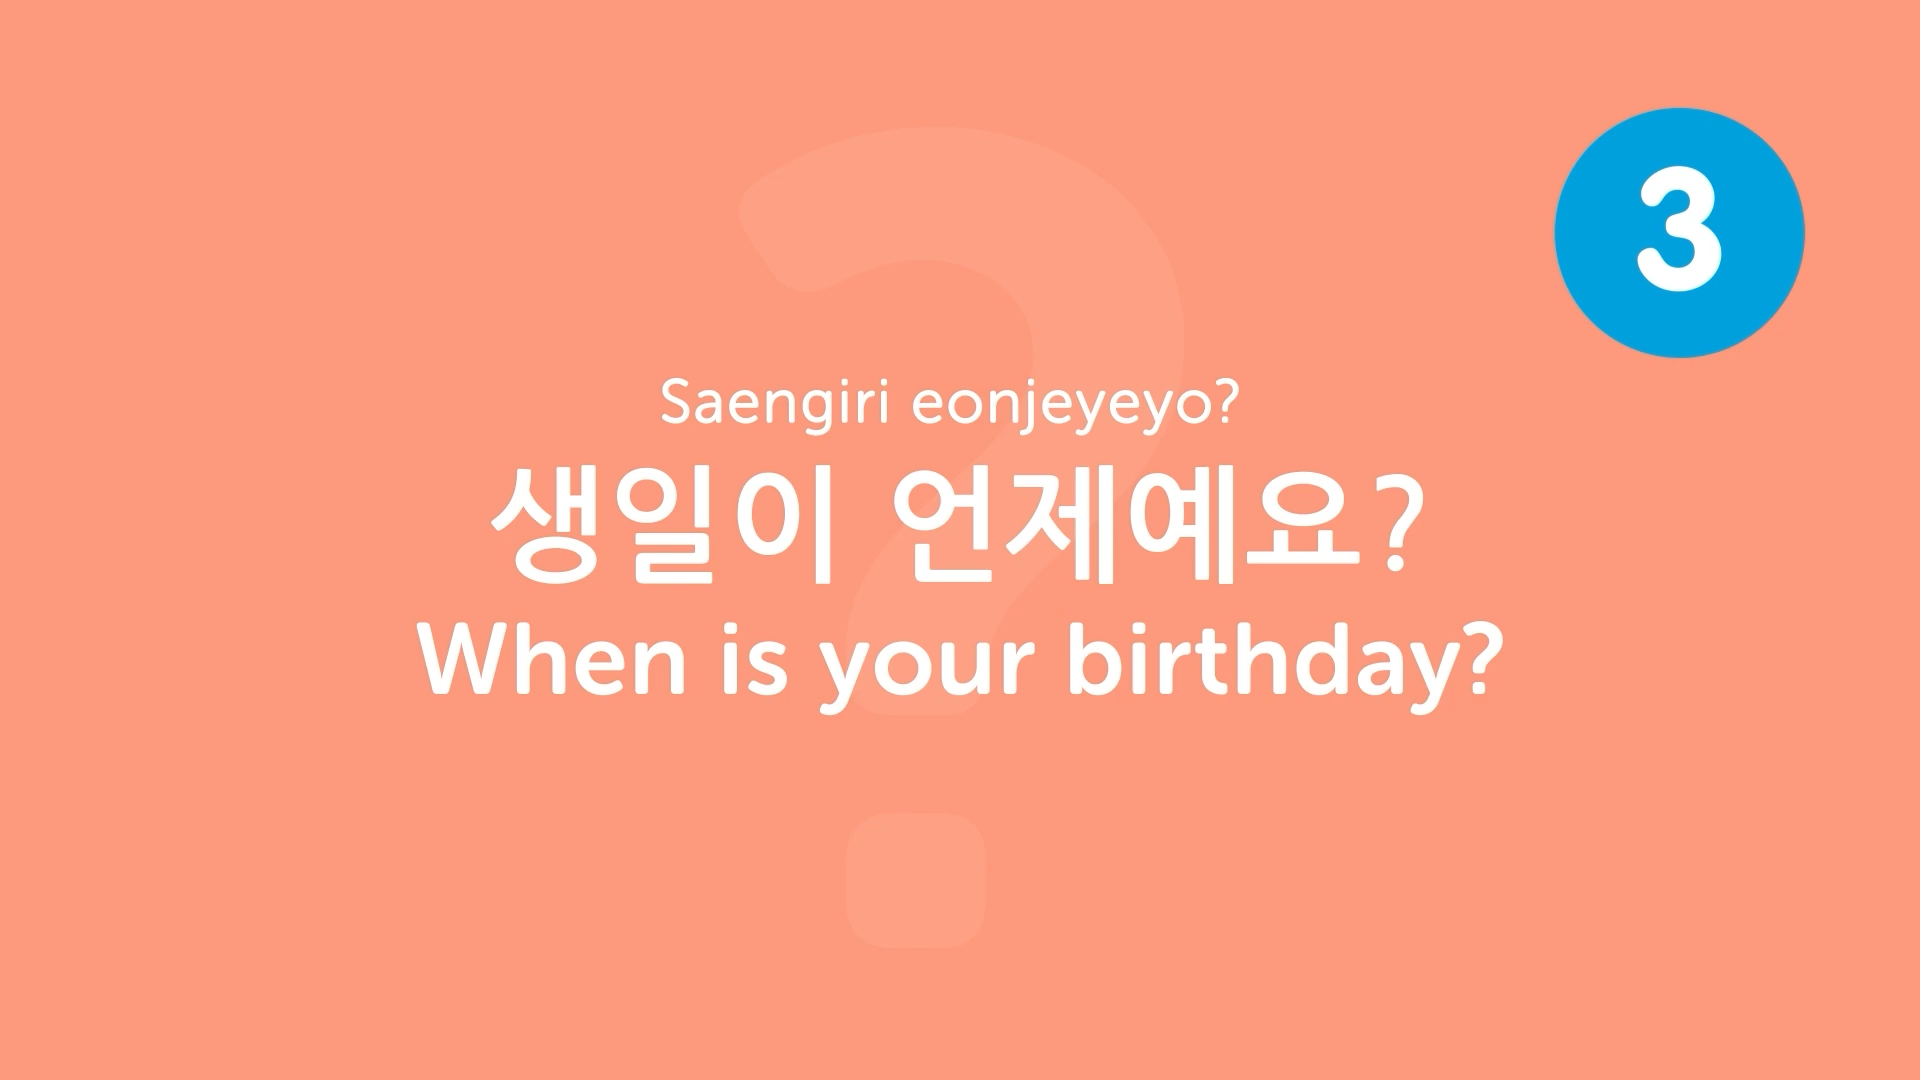 3
Saengiri eonjeyeyo?
생일이 언제예요?
When is your birthday?